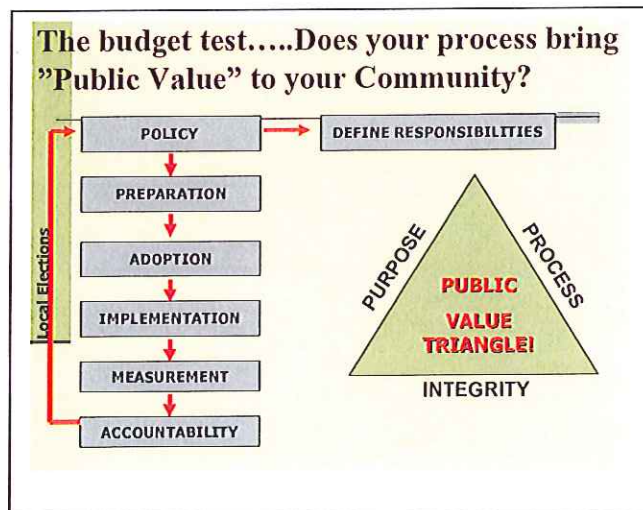 The budget test.....Does your process bring
”Public Value” to your Community?
POLICY
DEFINE RESPONSIBILITIES
PREPARATION
ADOPTION
IMPLEMENTATION
MEASUREMENT
ACCOUNTABILITY
Local Elections
PURPOSE
PROCESS
PUBLIC
VALUE
TRIANGLE!
INTEGRITY